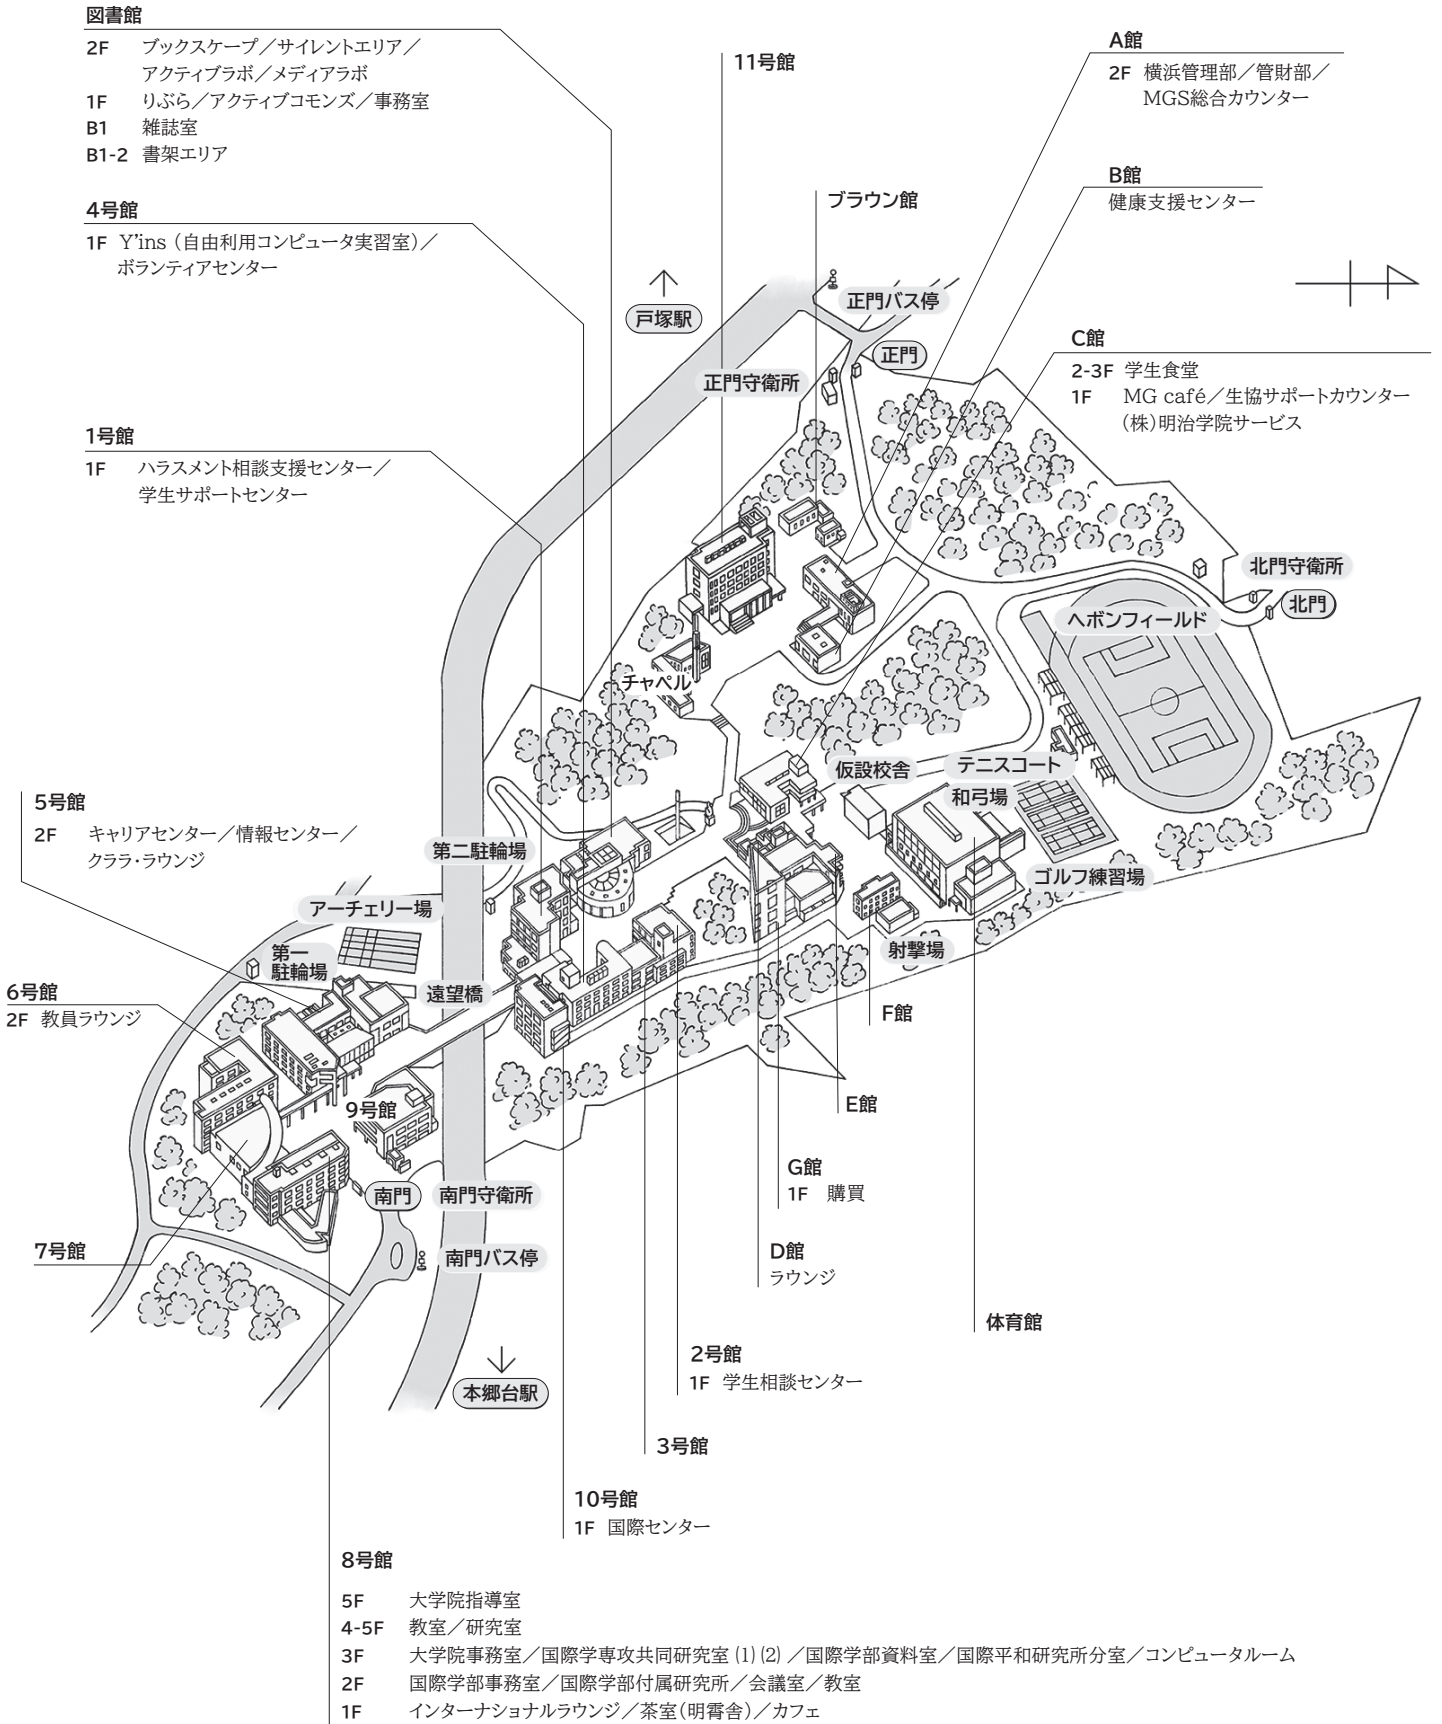 図書館
2F ブックスケープ／サイレントエリア／
アクティブラボ／メディアラボ
1F りぶら／アクティブコモンズ／事務室
B1 雑誌室
B1-2 書架エリア
4号館
1F Y'ins（自由利用コンピュータ実習室）／
ボランティアセンター
1号館
1F ハラスメント相談支援センター／
学生サポートセンター
11号館
ブラウン館
A館
2F 横浜管理部／管財部／
MGS総合カウンター
B館
健康支援センター
C館
2-3F 学生食堂
1F MG café／生協サポートカウンター
（株）明治学院サービス
戸塚駅
正門バス停
正門
正門守衛所
北門守衛所
北門
ヘボンフィールド
チャペル
仮設校舎
テニスコート
和弓場
ゴルフ練習場
射撃場
5号館
2F キャリアセンター／情報センター／
クララ・ラウンジ
第二駐輪場
アーチェリー場
第一
駐輪場
遠望橋
6号館
2F 教員ラウンジ
9号館
7号館
南門
南門守衛所
南門バス停
本郷台駅
F館
E館
G館
1F 購買
D館
ラウンジ
体育館
2号館
1F 学生相談センター
3号館
10号館
1F 国際センター
8号館
5F 大学院指導室
4-5F 教室／研究室
3F 大学院事務室／国際学専攻共同研究室(1)(2)／国際学部資料室／国際平和研究所分室／コンピュータルーム
2F 国際学部事務室／国際学部付属研究所／会議室／教室
1F インターナショナルラウンジ／茶室（明霄舎）／カフェ